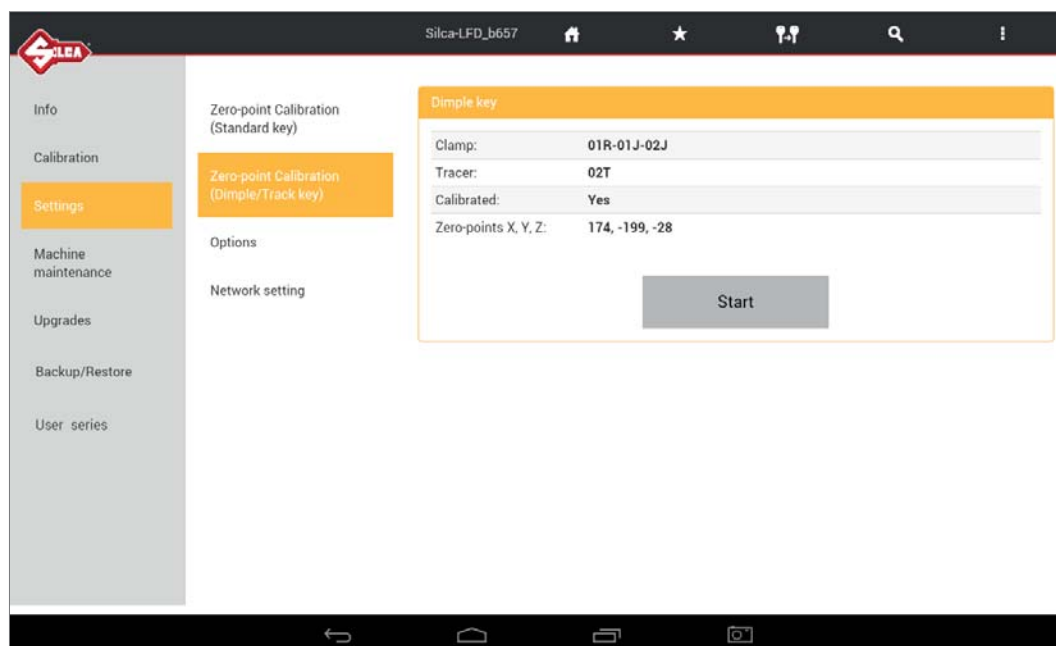 Silca-LFD_b657
SILCA
Info
Calibration
Settings
Machine
maintenance
Upgrades
Backup/Restore
User series
Zero-point Calibration
(Standard key)
Zero-point Calibration
(Dimple/Track key)
Options
Network setting
Dimple key
Clamp: 01R-01J-02J
Tracer: 02T
Calibrated: Yes
Zero-points X, Y, Z: 174, -199, -28
Start